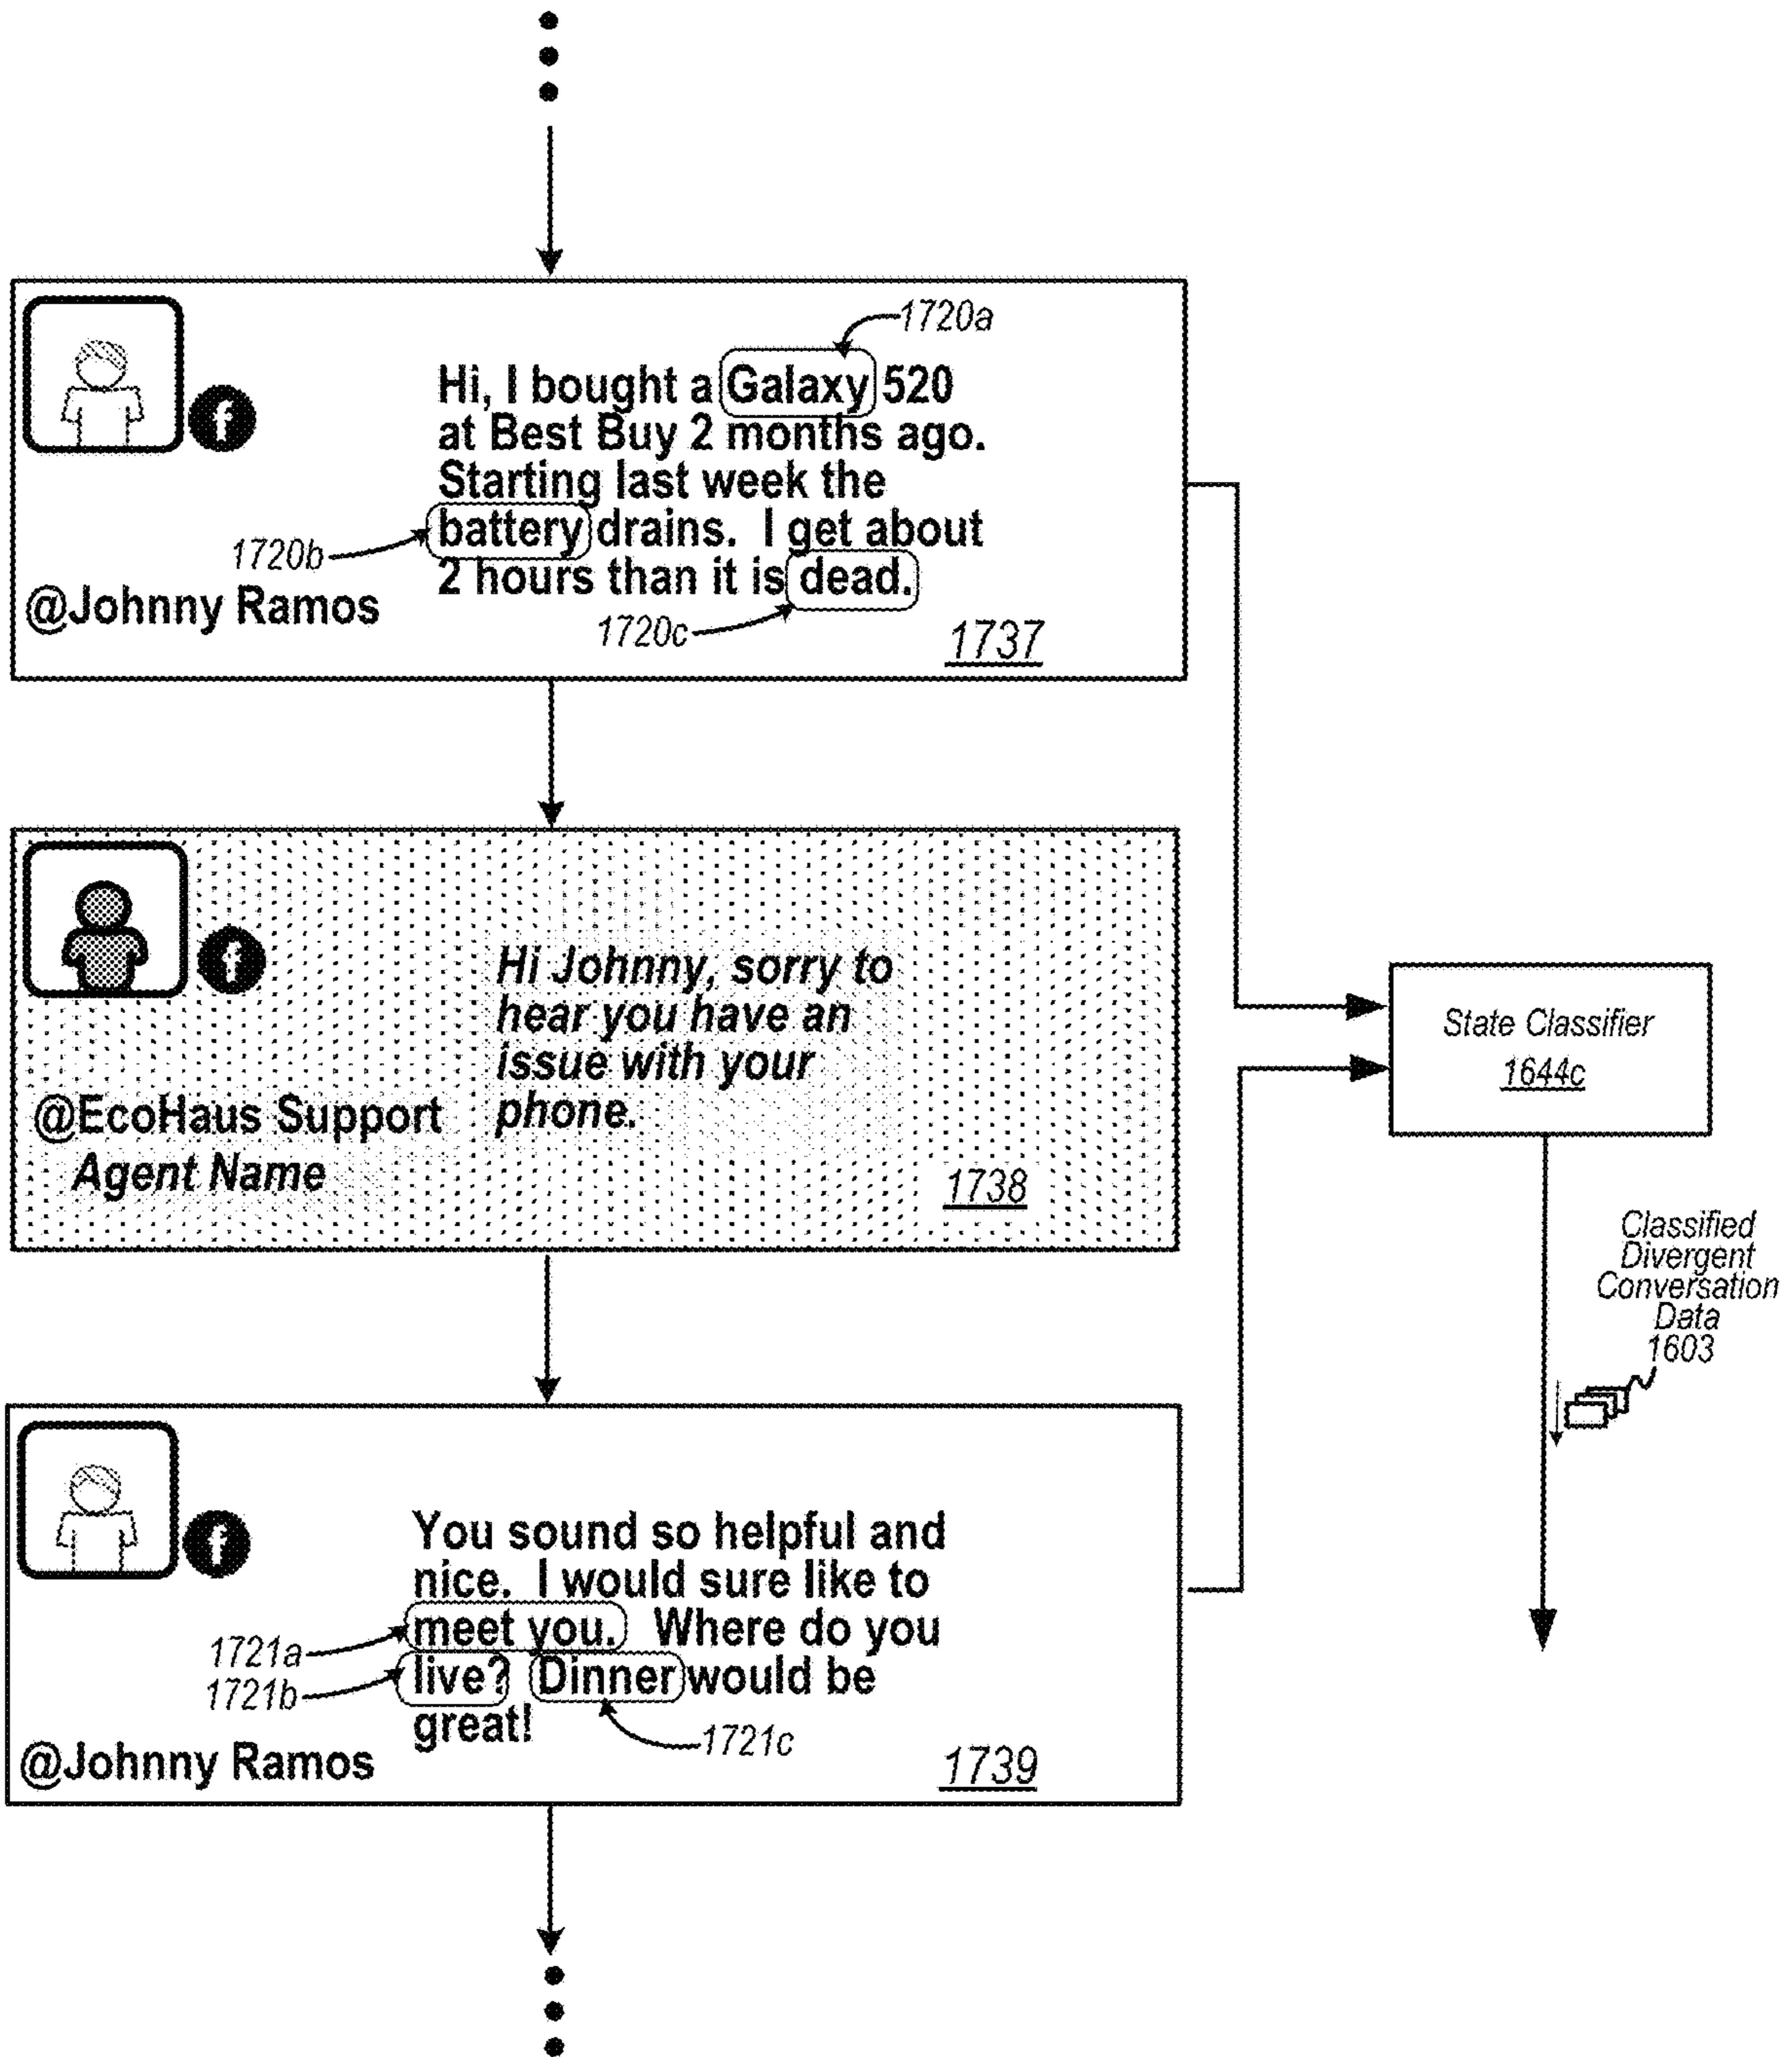 1720a
Hi, I bought a Galaxy 520
at Best Buy 2 months ago.
Starting last week the
battery drains. I get about
1720b
2 hours than it is dead.
@Johnny Ramos
1720c
1737
f
Hi Johnny, sorry to
hear you have an
issue with your
phone.
@EcoHaus Support
Agent Name
1738
f
State Classifier
1644c
Classified
Divergent
Conversation
Data
1603
You sound so helpful and
nice. I would sure like to
meet you. Where do you
1721a
live? Dinner would be
1721b
great!
1721c
@Johnny Ramos
1739
f